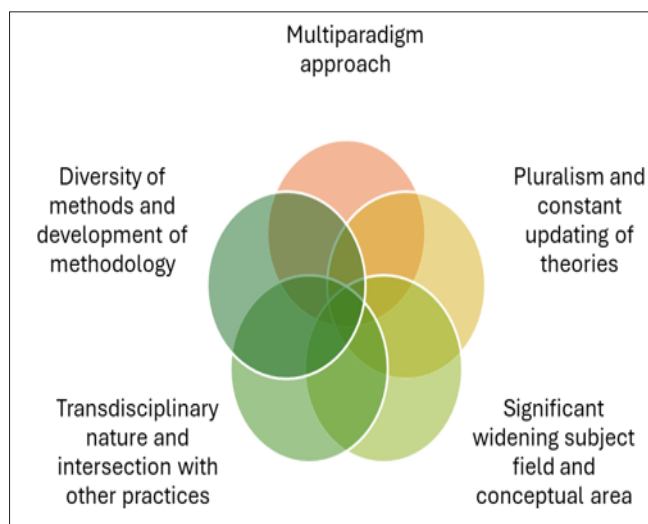 Multiparadigm
approach
Diversity of
methods and
development of
methodology
Pluralism and
constant
updating of
theories
Transdisciplinary
nature and
intersection with
other practices
Significant
widening subject
field and
conceptual area